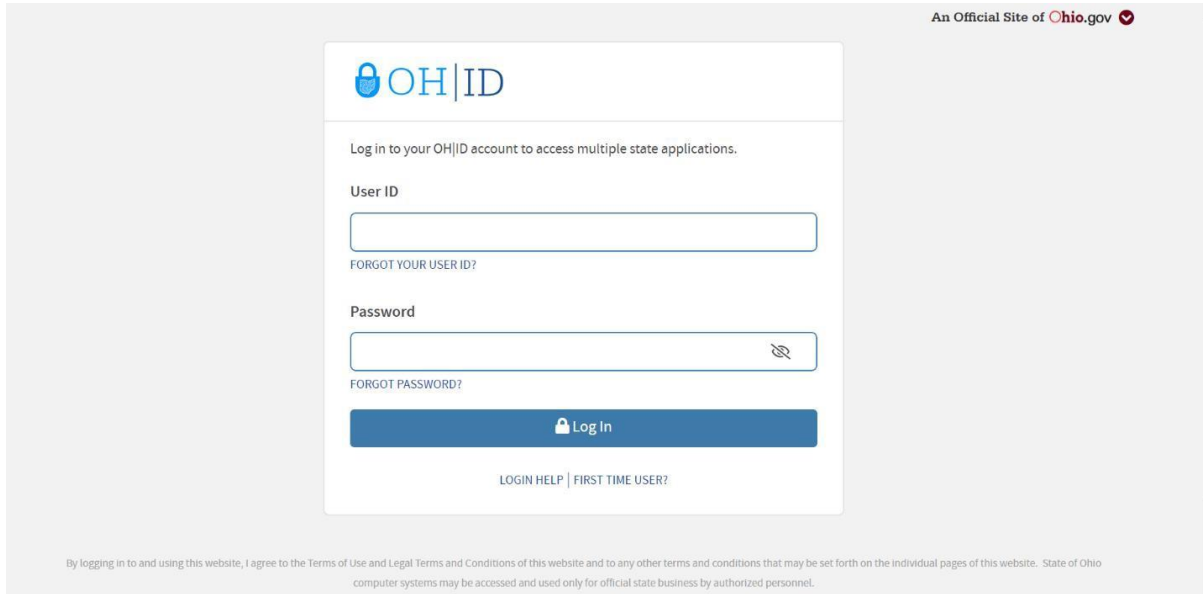 An Official Site of Ohio.gov
OH|ID
Log in to your OH|ID account to access multiple state applications.
User ID
FORGOT YOUR USER ID?
Password
FORGOT PASSWORD?
Log In
LOGIN HELP | FIRST TIME USER?
By logging in to and using this website, I agree to the Terms of Use and Legal Terms and Conditions of this website and to any other terms and conditions that may be set forth on the individual pages of this website. State of Ohio
computer systems may be accessed and used only for official state business by authorized personnel.